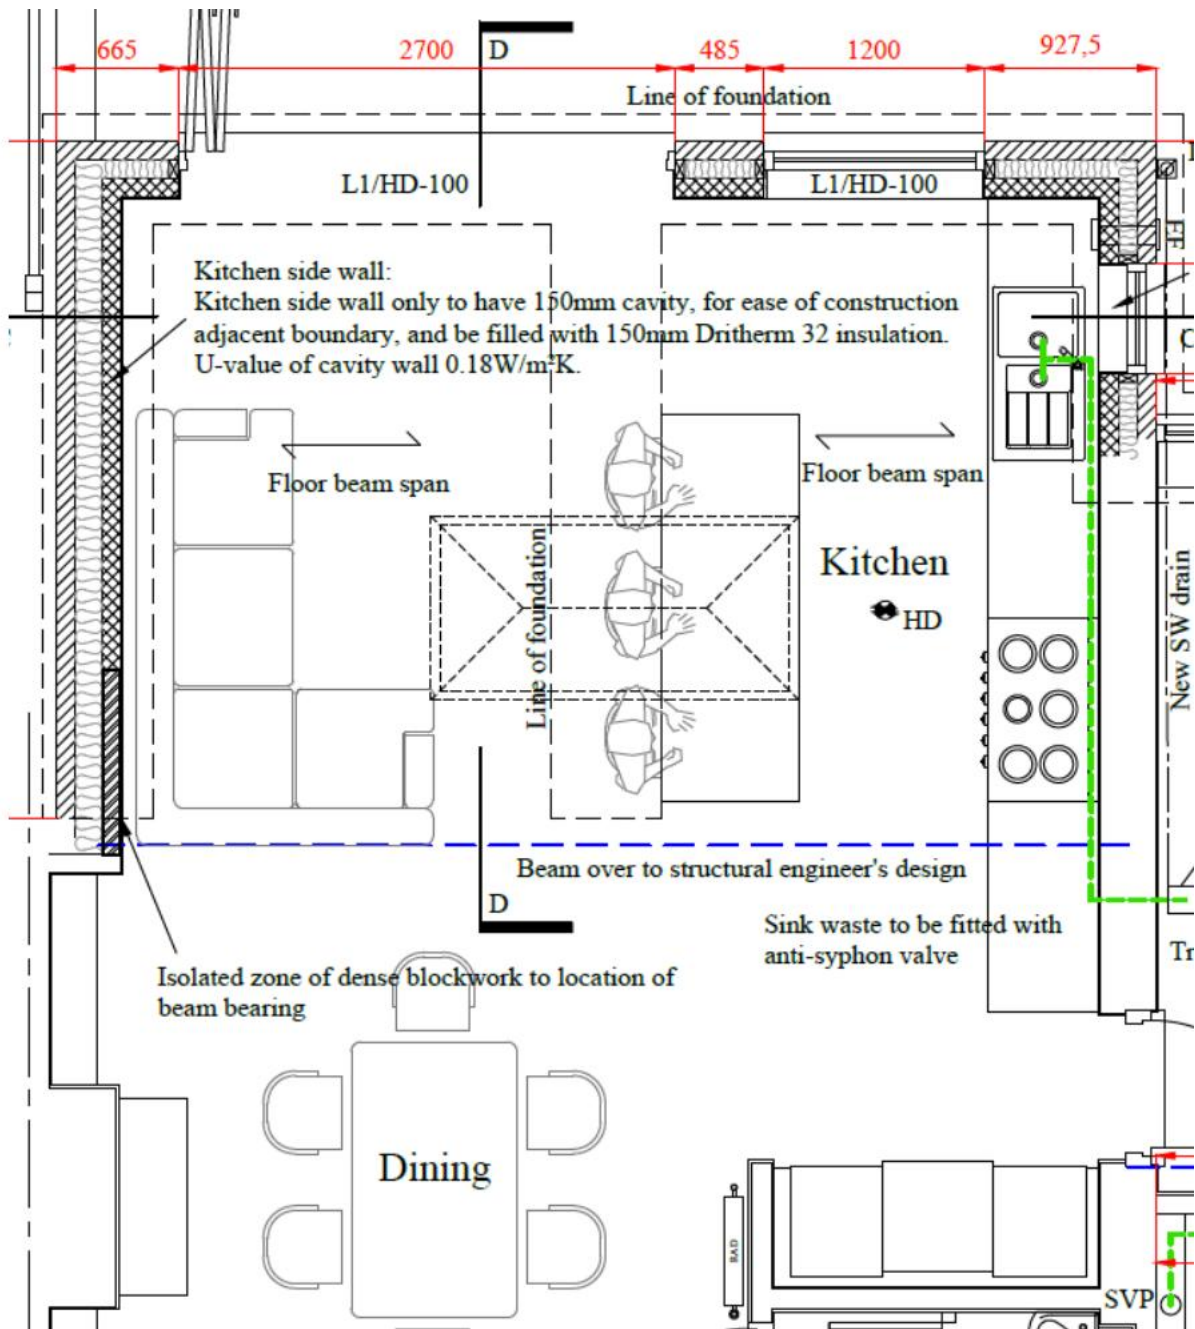 665
2700
D
485
1200
927,5
Line of foundation
L1/HD-100
L1/HD-100
EF
Kitchen side wall:
Kitchen side wall only to have 150mm cavity, for ease of construction
adjacent boundary, and be filled with 150mm Dritherm 32 insulation.
U-value of cavity wall 0.18W/m²K.
C
Floor beam span
Floor beam span
Line of foundation
Kitchen
HD
New SW drain
Beam over to structural engineer's design
D
Sink waste to be fitted with
anti-syphon valve
Tr
Isolated zone of dense blockwork to location of
beam bearing
Dining
RAD
SVP